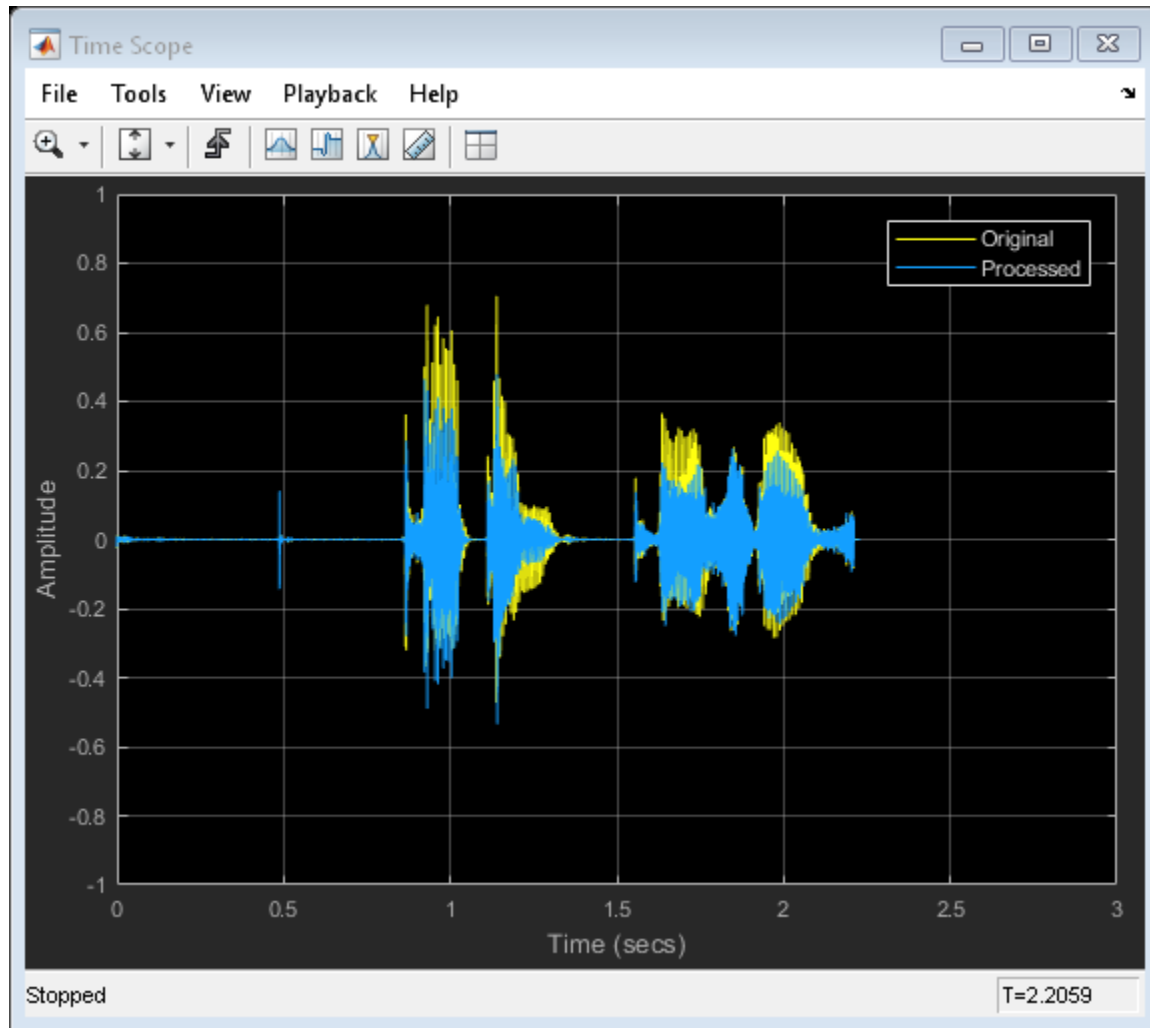 Time Scope
File Tools View Playback Help
1
0.8
0.6
0.4
0.2
0
-0.2
-0.4
-0.6
-0.8
-1
Amplitude
Original
Processed
0 0.5 1 1.5 2 2.5 3
Time (secs)
Stopped T=2.2059